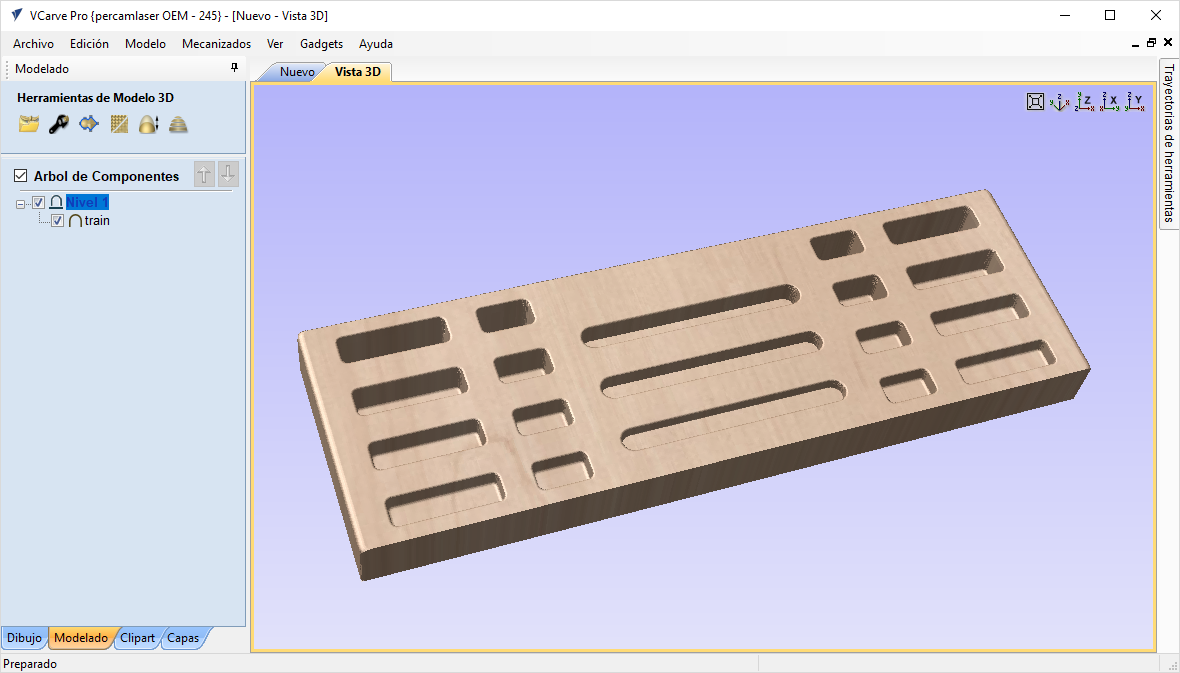 VCarve Pro {percamlaser OEM - 245} - [Nuevo - Vista 3D]
Archivo Edición Modelo Mecanizados Ver Gadgets Ayuda
Modelado
Nuevo Vista 3D
Herramientas de Modelo 3D
Z Y X
Y Z Z X
Z X Y
Z Y X
Trayectorias de herramientas
Arbol de Componentes
Nivel 1
train
Dibujo Modelado Clipart Capas
Preparado